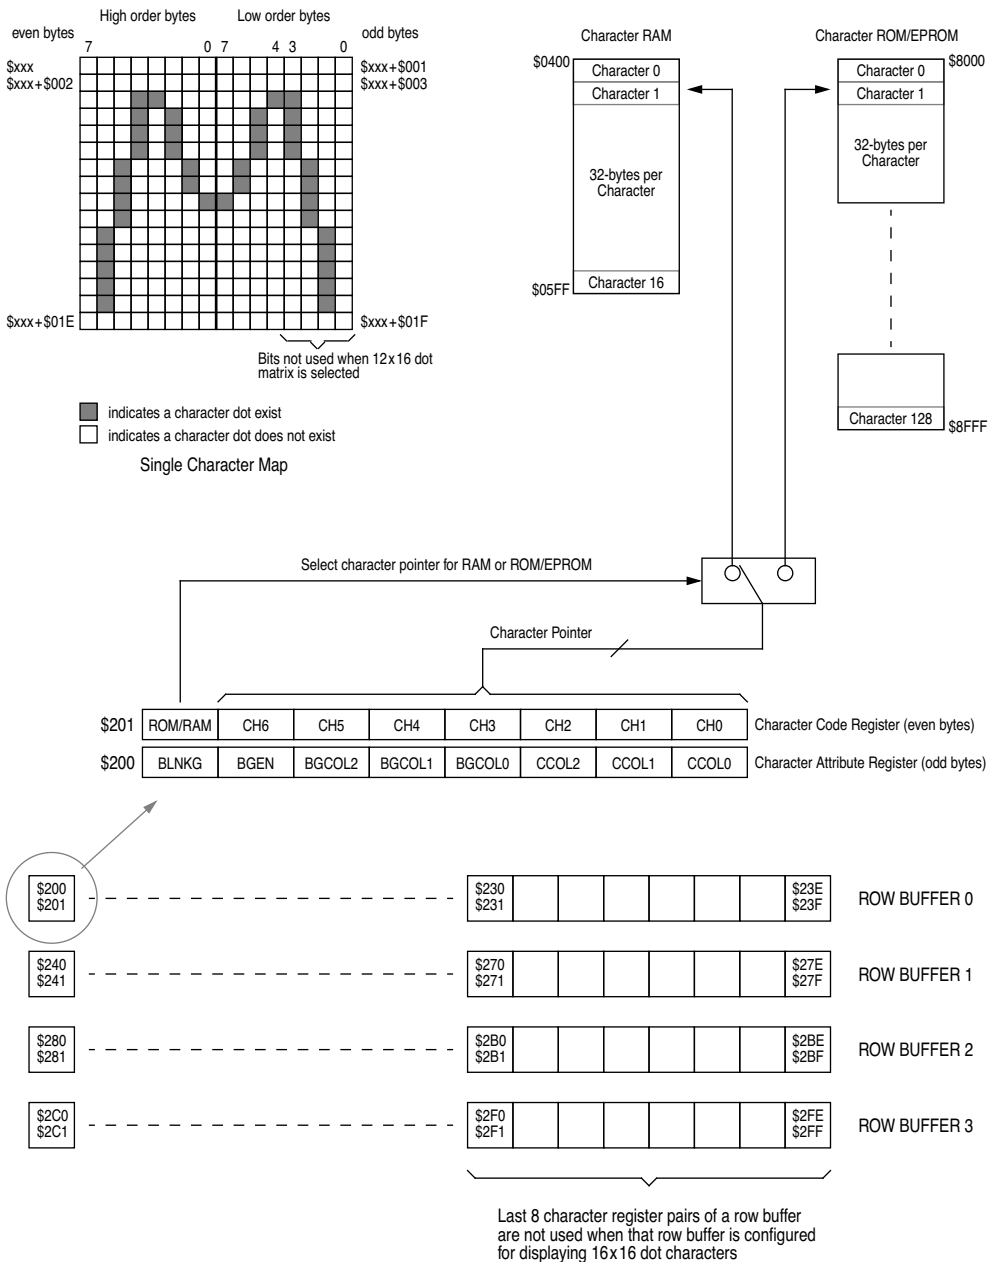 High order bytes
Low order bytes
even bytes
odd bytes
7
0
7
4
3
0
$xxx
$xxx+$001
$xxx+$002
$xxx+$003
$xxx+$01E
$xxx+$01F
Bits not used when 12x16 dot
matrix is selected
indicates a character dot exist
indicates a character dot does not exist
Single Character Map
Character RAM
$0400
Character 0
Character 1
32-bytes per
Character
Character 16
$05FF
Character ROM/EPROM
$8000
Character 0
Character 1
32-bytes per
Character
Character 128
$8FFF
Select character pointer for RAM or ROM/EPROM
Character Pointer
$201 ROM/RAM CH6 CH5 CH4 CH3 CH2 CH1 CH0 Character Code Register (even bytes)
$200 BLNKG BGEN BGCOL2 BGCOL1 BGCOL0 CCOL2 CCOL1 CCOL0 Character Attribute Register (odd bytes)
$200 $230 $23E
$201 $231 $23F
ROW BUFFER 0
$240 $270 $27E
$241 $271 $27F
ROW BUFFER 1
$280 $2B0 $2BE
$281 $2B1 $2BF
ROW BUFFER 2
$2C0 $2F0 $2FE
$2C1 $2F1 $2FF
ROW BUFFER 3
Last 8 character register pairs of a row buffer
are not used when that row buffer is configured
for displaying 16x16 dot characters